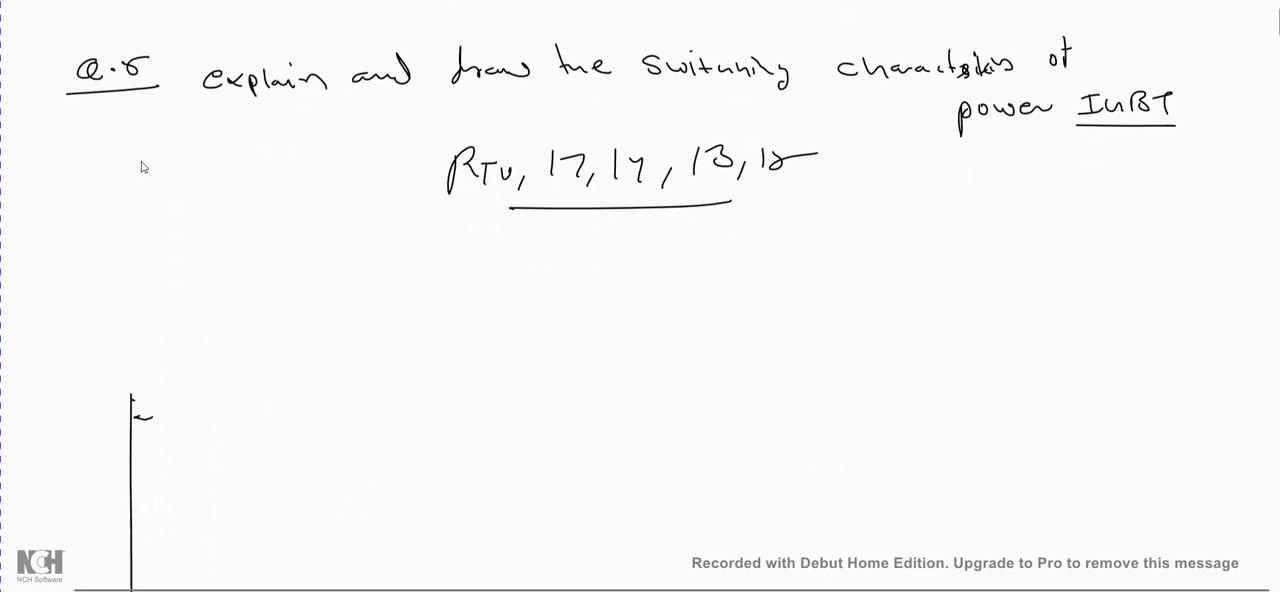 Q.5 explain and draw the switching characteristics of
power IGBT
RTU, 17, 14, 13, 12
NCH
NCH Software
Recorded with Debut Home Edition. Upgrade to Pro to remove this message